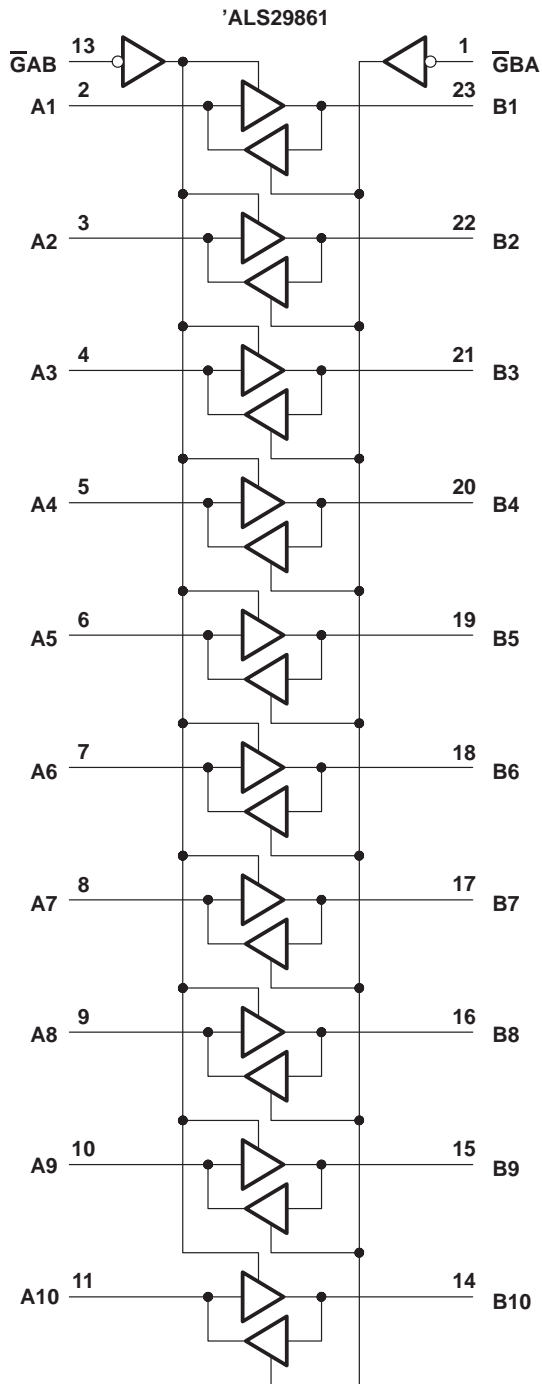 'ALS29861
G̅AB 13 1 G̅BA
A1 2 23 B1
A2 3 22 B2
A3 4 21 B3
A4 5 20 B4
A5 6 19 B5
A6 7 18 B6
A7 8 17 B7
A8 9 16 B8
A9 10 15 B9
A10 11 14 B10